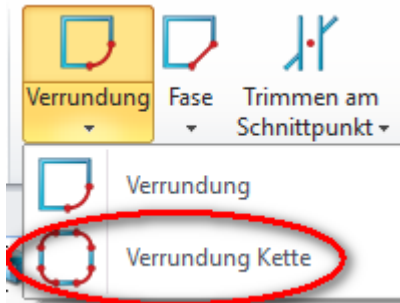 Verrundung
Fase
Trimmen am
Schnittpunkt
Verrundung
Verrundung Kette